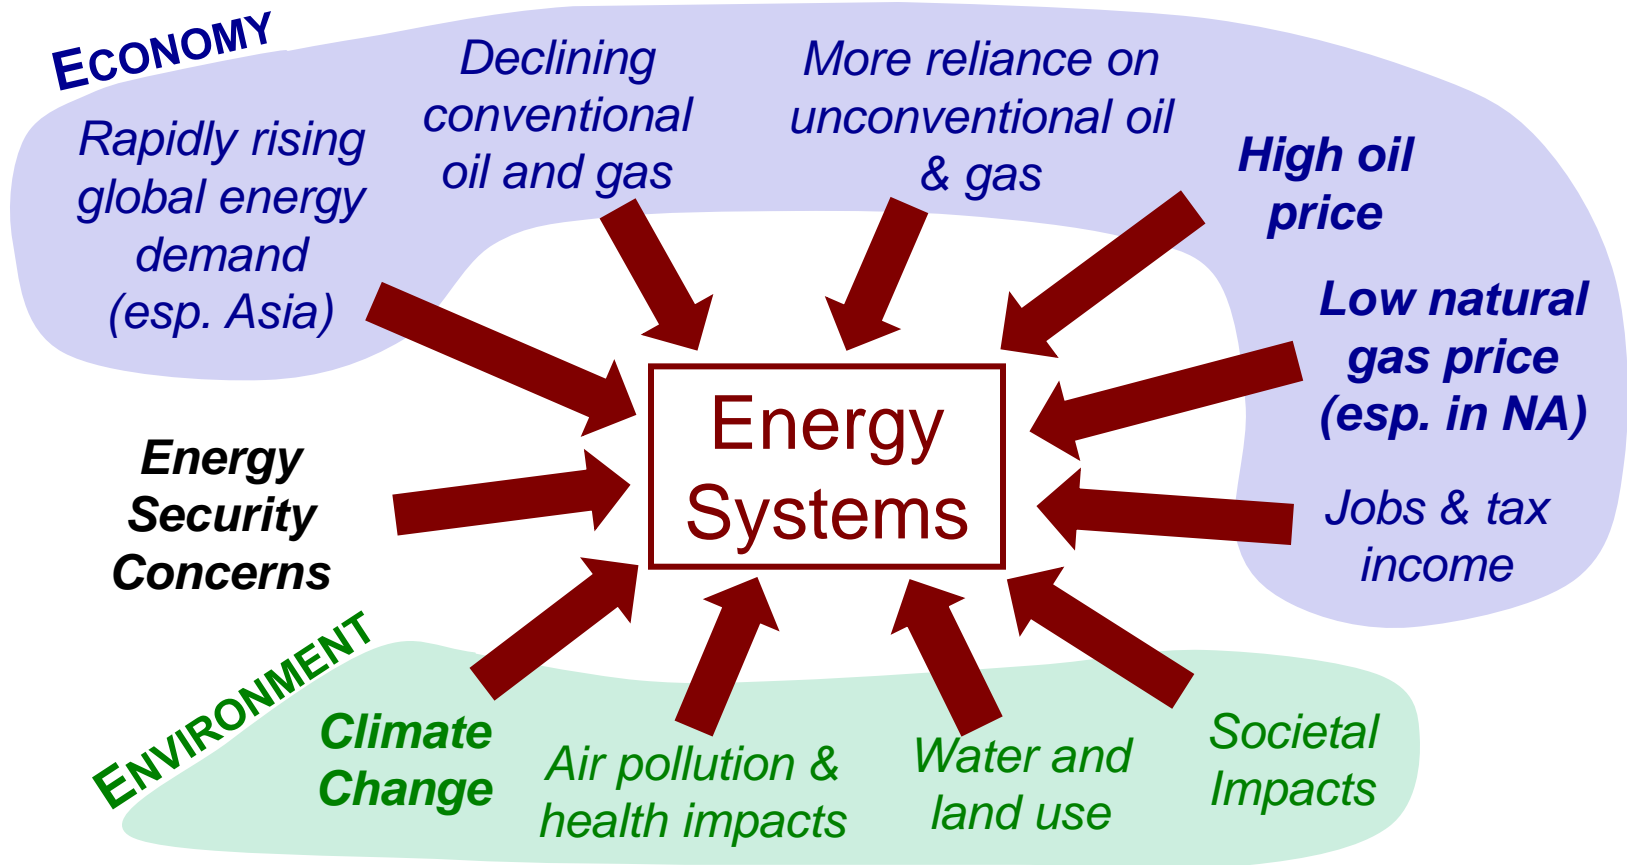 ECONOMY
Rapidly rising
global energy
demand
(esp. Asia)
Declining
conventional
oil and gas
More reliance on
unconventional oil
& gas
High oil
price
Low natural
gas price
(esp. in NA)
Jobs & tax
income
Energy
Systems
Energy
Security
Concerns
ENVIRONMENT
Climate
Change
Air pollution &
health impacts
Water and
land use
Societal
Impacts